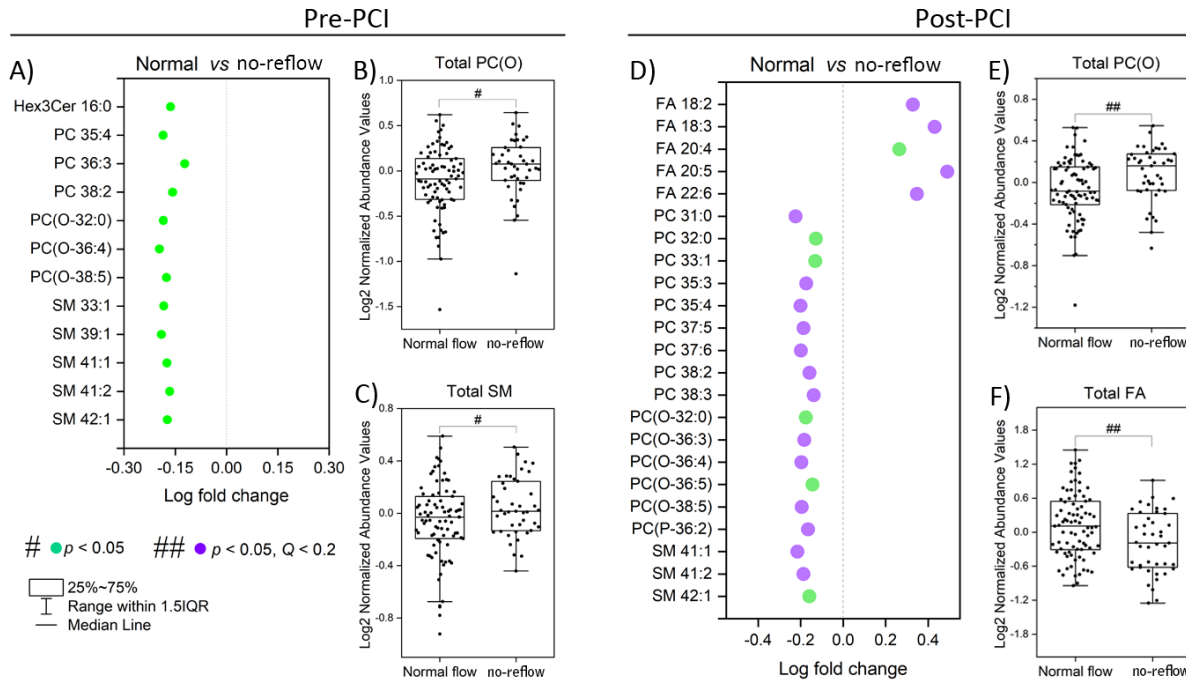 Pre-PCI
A)
Normal vs no-reflow
Hex3Cer 16:0
PC 35:4
PC 36:3
PC 38:2
PC(O-32:0)
PC(O-36:4)
PC(O-38:5)
SM 33:1
SM 39:1
SM 41:1
SM 41:2
SM 42:1
-0.30 -0.15 0.00 0.15 0.30
Log fold change
# p < 0.05 ## p < 0.05, Q < 0.2
25%~75%
Range within 1.5IQR
Median Line
B)
Total PC(O)
Log2 Normalized Abundance Values
1.0
0.5
0.0
-0.5
-1.0
-1.5
#
Normal flow no-reflow
C)
Total SM
Log2 Normalized Abundance Values
0.8
0.4
0.0
-0.4
-0.8
#
Normal flow no-reflow
Post-PCI
D)
Normal vs no-reflow
FA 18:2
FA 18:3
FA 20:4
FA 20:5
FA 22:6
PC 31:0
PC 32:0
PC 33:1
PC 35:3
PC 35:4
PC 37:5
PC 37:6
PC 38:2
PC 38:3
PC(O-32:0)
PC(O-36:3)
PC(O-36:4)
PC(O-36:5)
PC(O-38:5)
PC(P-36:2)
SM 41:1
SM 41:2
SM 42:1
-0.4 -0.2 0.0 0.2 0.4
Log fold change
E)
Total PC(O)
Log2 Normalized Abundance Values
0.8
0.4
0.0
-0.4
-0.8
-1.2
##
Normal flow no-reflow
F)
Total FA
Log2 Normalized Abundance Values
1.8
1.2
0.6
0.0
-0.6
-1.2
-1.8
##
Normal flow no-reflow